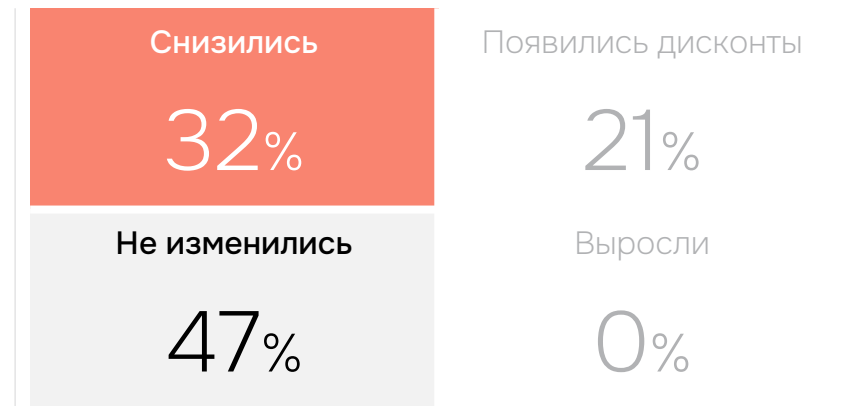 Снизились
Появились дисконты
32%
21%
Не изменились
Выросли
47%
0%